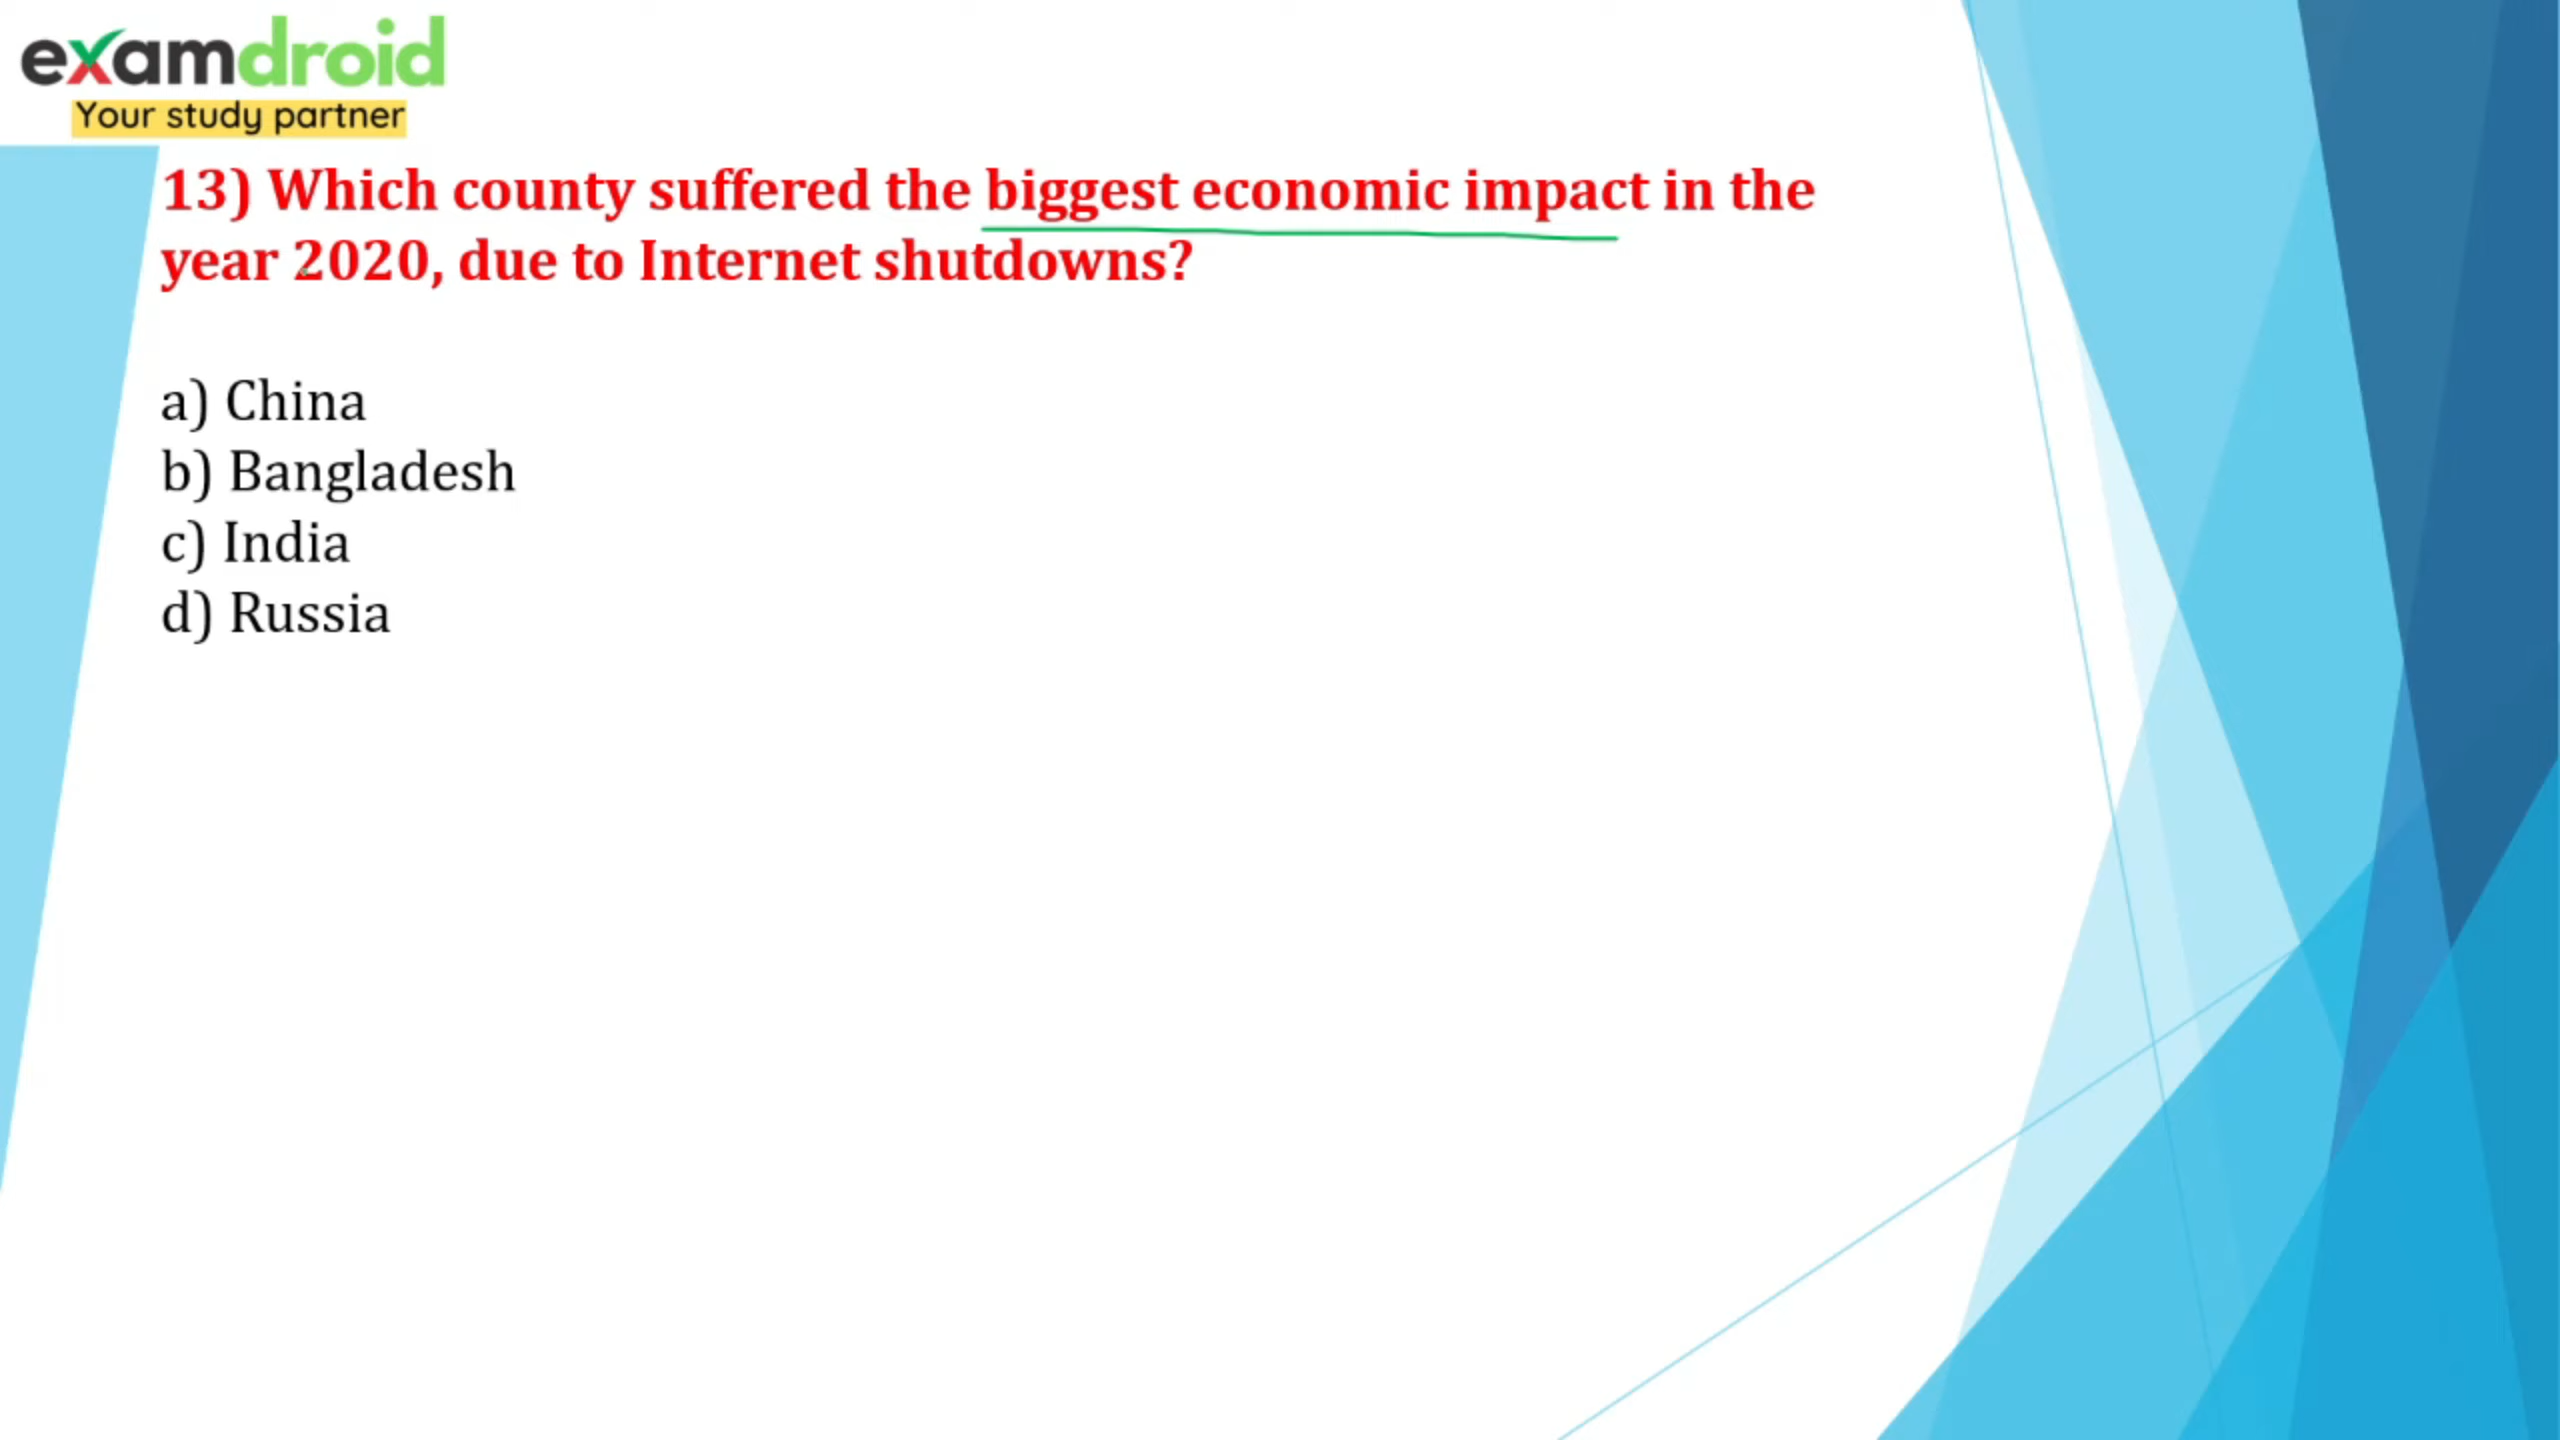 examdroid
Your study partner
13) Which county suffered the biggest economic impact in the
year 2020, due to Internet shutdowns?
a) China
b) Bangladesh
c) India
d) Russia